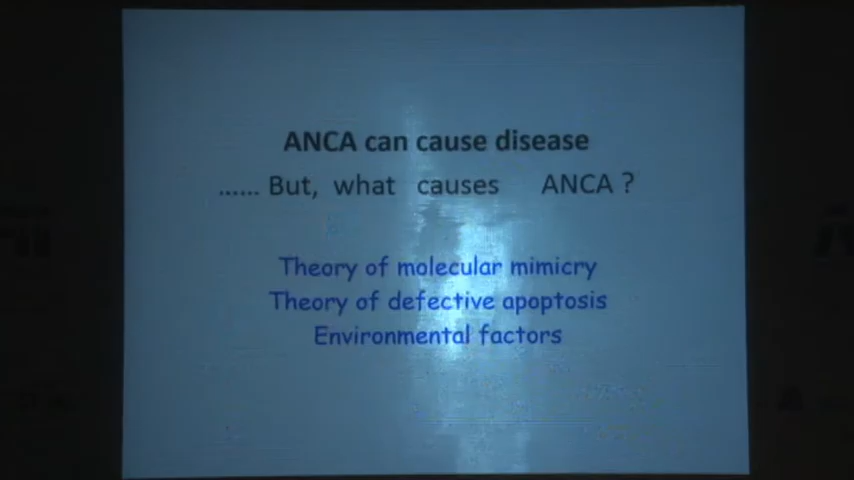 ANCA can cause disease
...... But, what causes ANCA ?
Theory of molecular mimicry
Theory of defective apoptosis
Environmental factors